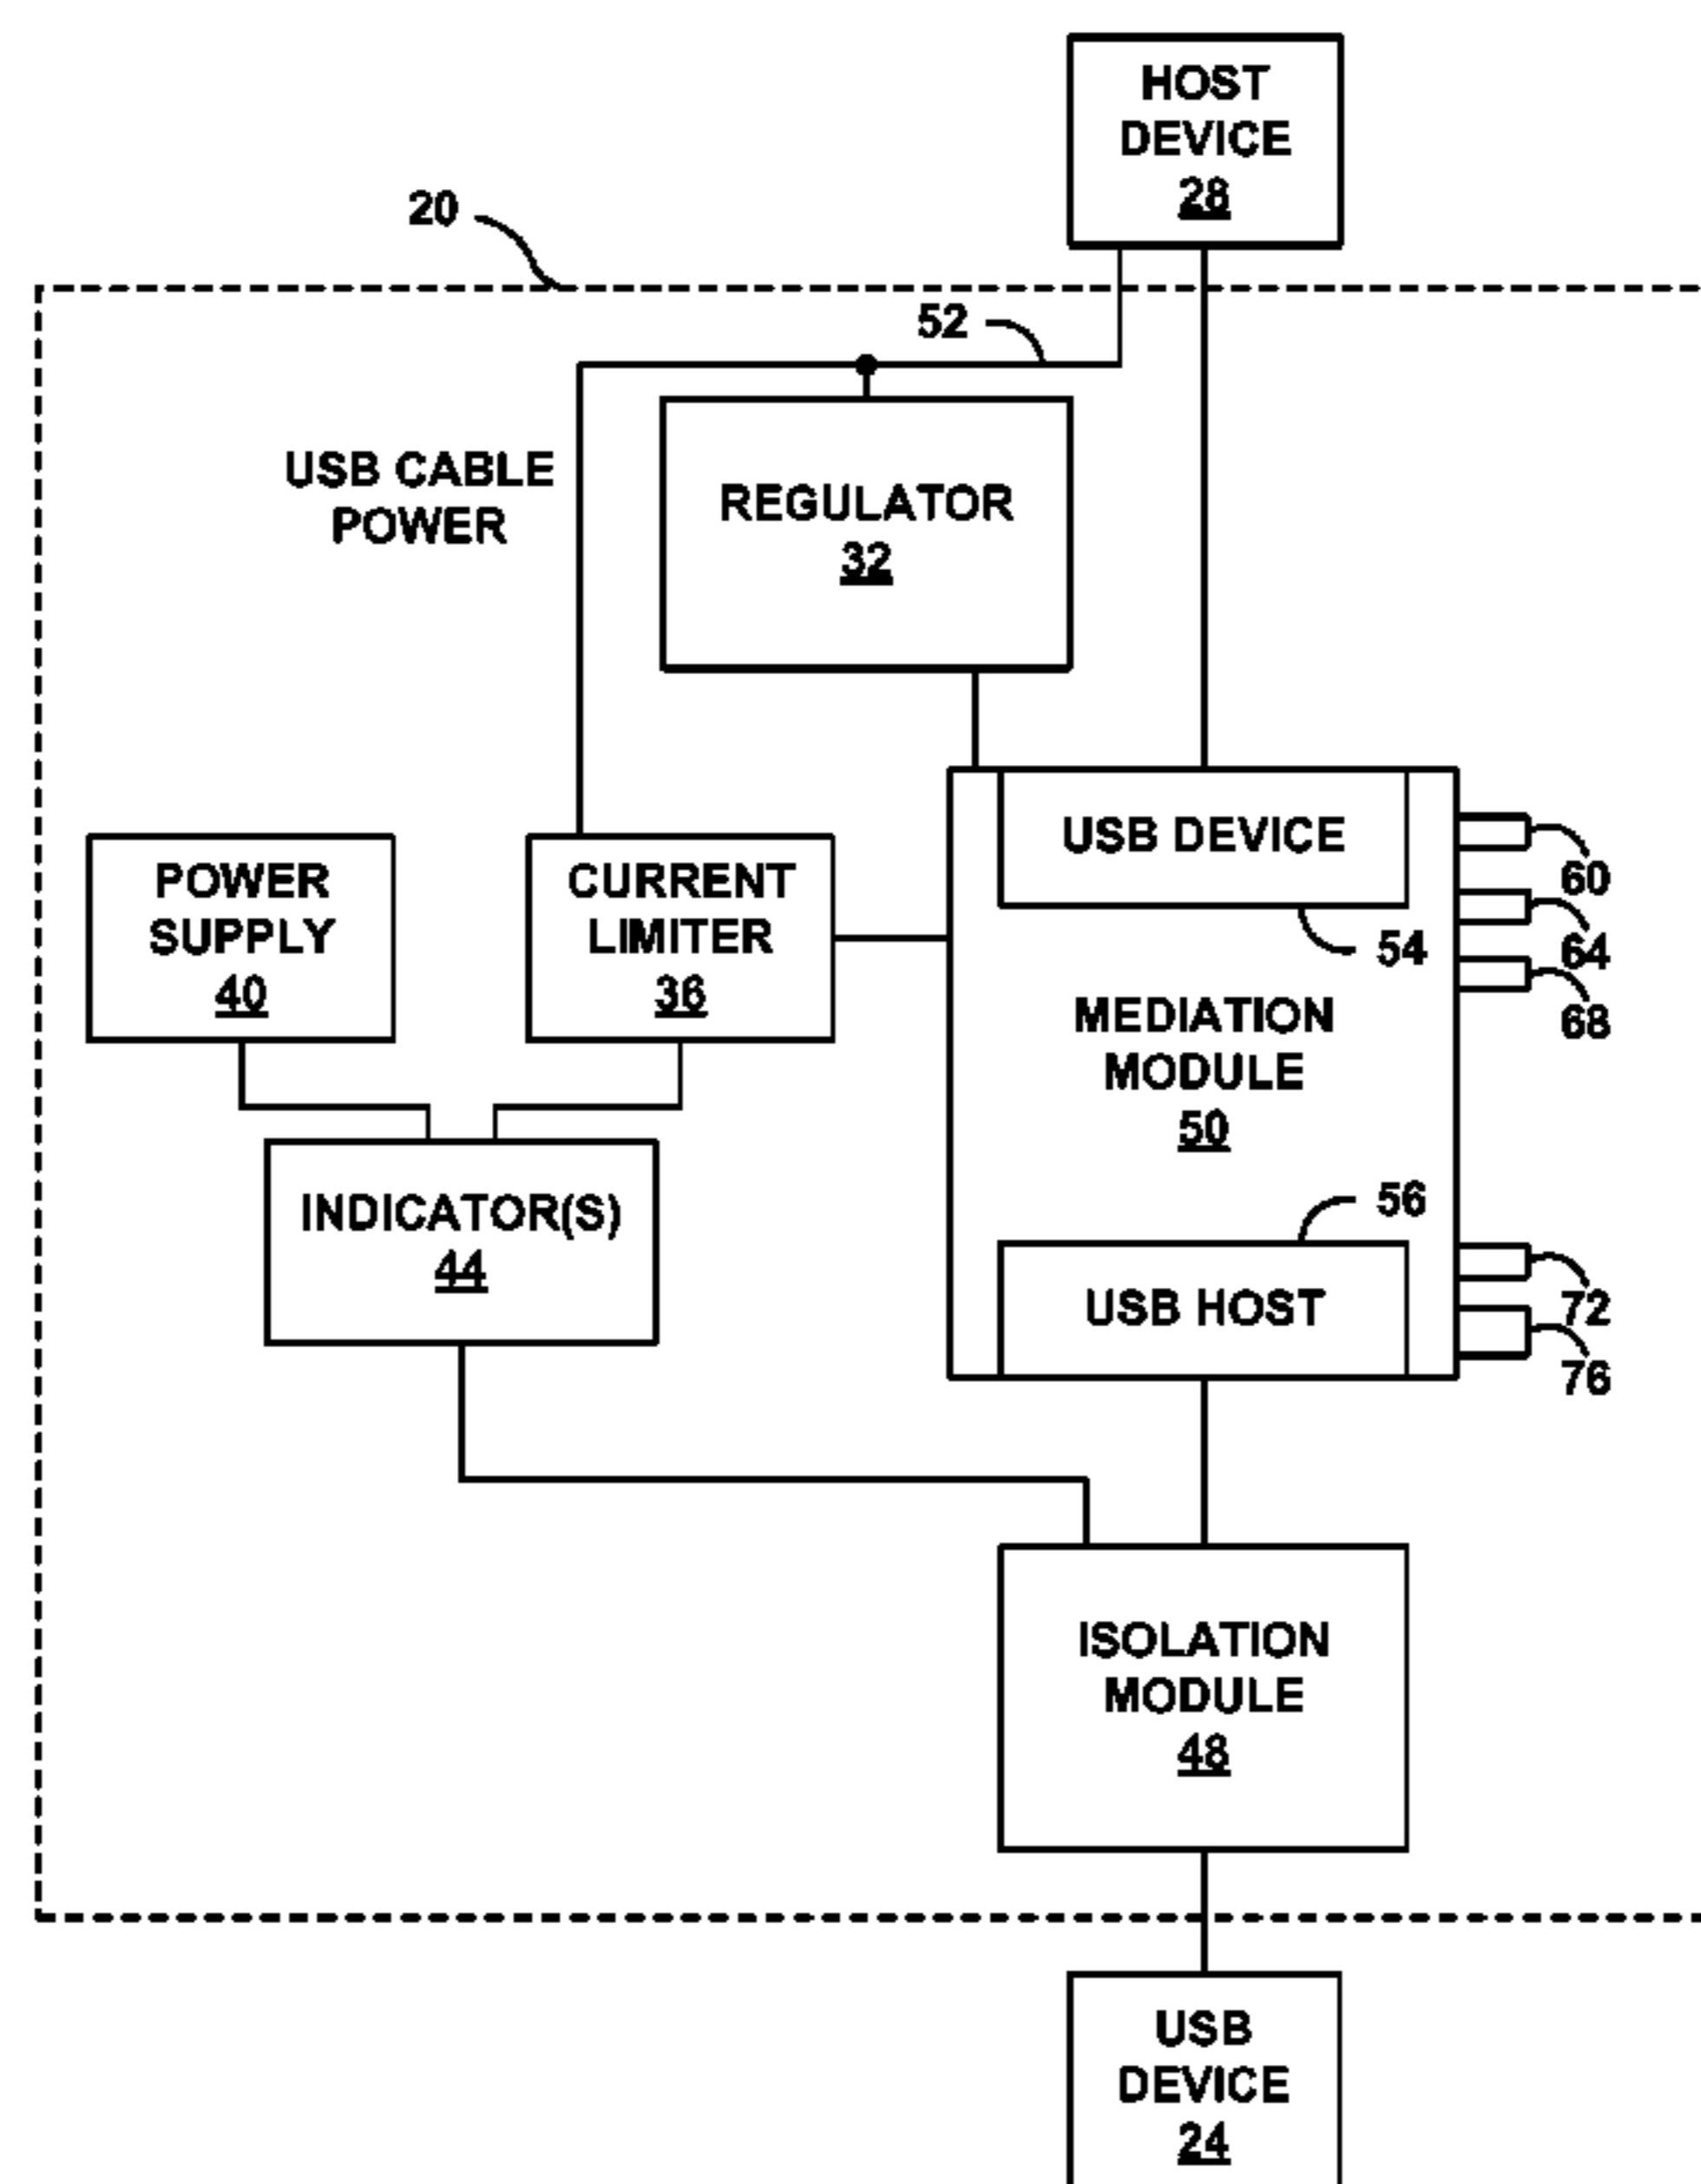 HOST
DEVICE
28
20
52
USB CABLE
POWER
REGULATOR
32
USB DEVICE
60
POWER
SUPPLY
40
CURRENT
LIMITER
36
54
64
68
MEDIATION
MODULE
50
56
INDICATOR(S)
44
USB HOST
72
76
ISOLATION
MODULE
48
USB
DEVICE
24